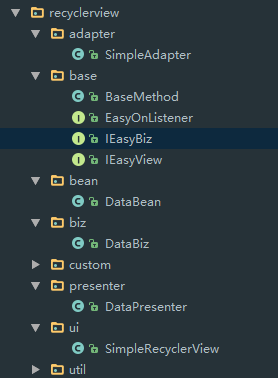 recyclerview
adapter
SimpleAdapter
base
BaseMethod
EasyOnListener
IEasyBiz
IEasyView
bean
DataBean
biz
DataBiz
custom
presenter
DataPresenter
ui
SimpleRecyclerView
util